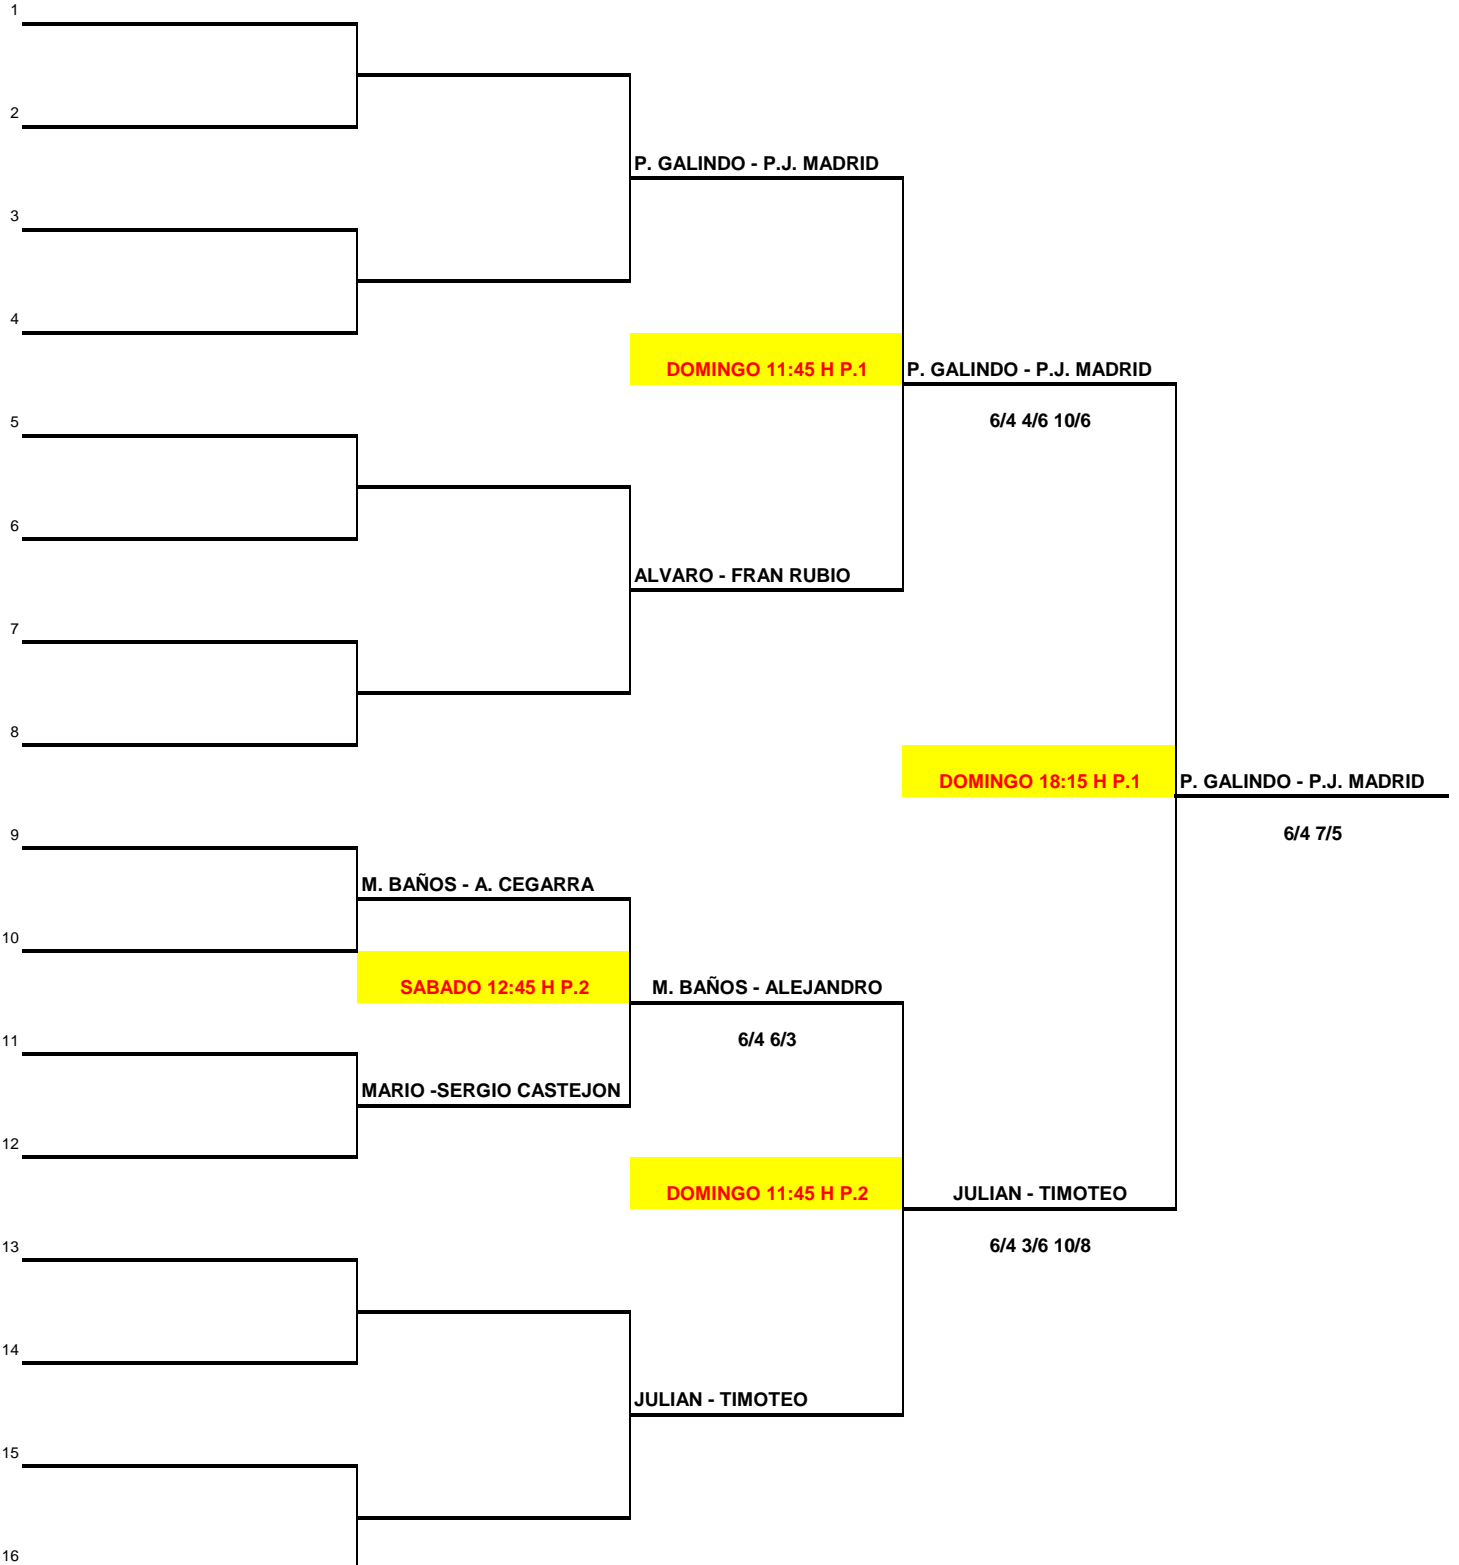 1
2
P. GALINDO - P.J. MADRID
3
4
DOMINGO 11:45 H P.1
P. GALINDO - P.J. MADRID
5
6/4 4/6 10/6
6
ALVARO - FRAN RUBIO
7
8
DOMINGO 18:15 H P.1
P. GALINDO - P.J. MADRID
9
6/4 7/5
M. BAÑOS - A. CEGARRA
10
SABADO 12:45 H P.2
M. BAÑOS - ALEJANDRO
11
6/4 6/3
MARIO -SERGIO CASTEJON
12
DOMINGO 11:45 H P.2
JULIAN - TIMOTEO
13
6/4 3/6 10/8
14
JULIAN - TIMOTEO
15
16